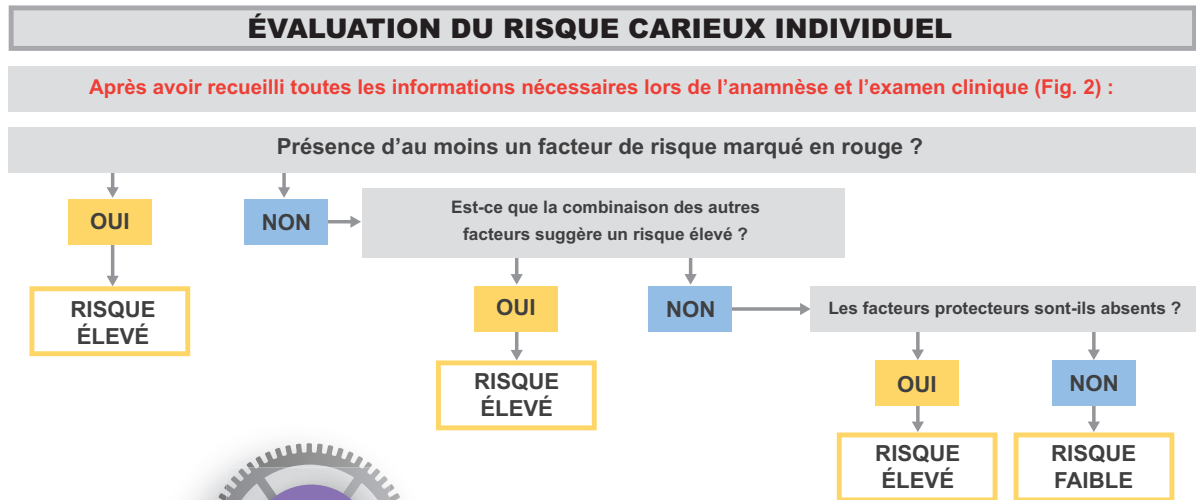 ÉVALUATION DU RISQUE CARIEUX INDIVIDUEL
Après avoir recueilli toutes les informations nécessaires lors de l'anamnèse et l'examen clinique (Fig. 2) :
Présence d'au moins un facteur de risque marqué en rouge ?
OUI
NON
Est-ce que la combinaison des autres
facteurs suggère un risque élevé ?
RISQUE
ÉLEVÉ
OUI
NON
Les facteurs protecteurs sont-ils absents ?
RISQUE
ÉLEVÉ
OUI
NON
RISQUE
ÉLEVÉ
RISQUE
FAIBLE